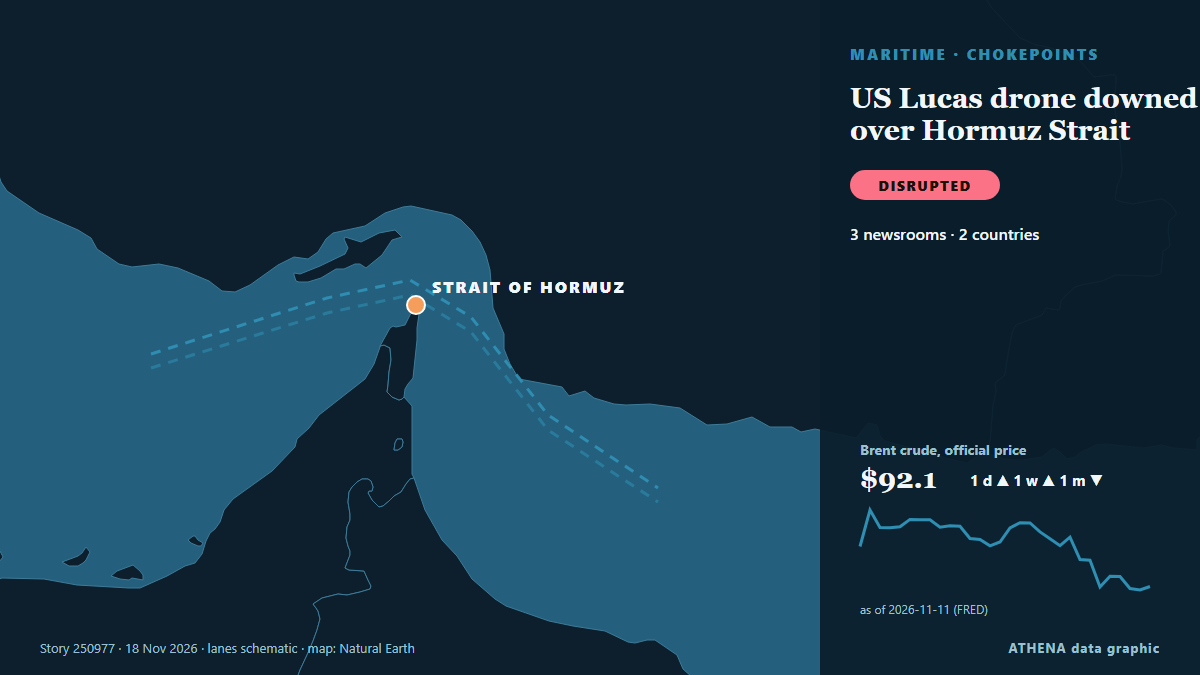 MARITIME · CHOKEPOINTS
US Lucas drone downed
over Hormuz Strait
DISRUPTED
3 newsrooms · 2 countries
STRAIT OF HORMUZ
Brent crude, official price
$92.1 1 d ▲ 1 w ▲ 1 m ▼
as of 2026-11-11 (FRED)
Story 250977 · 18 Nov 2026 · lanes schematic · map: Natural Earth
ATHENA data graphic